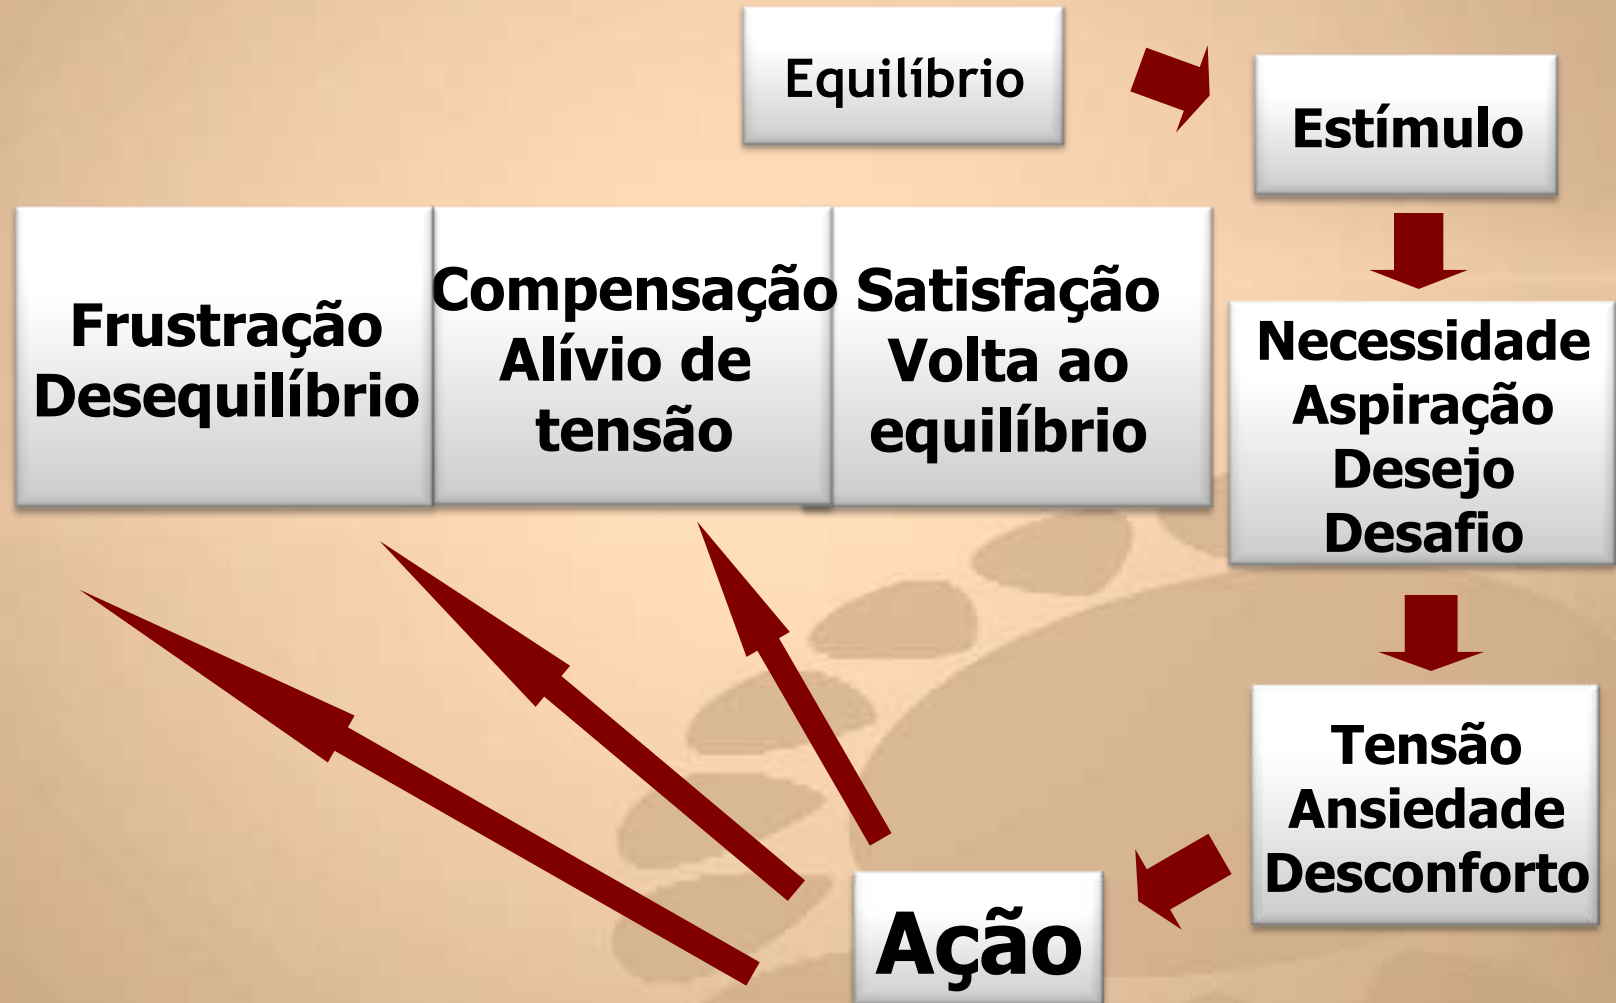 Equilíbrio
Estímulo
Necessidade
Aspiração
Desejo
Desafio
Tensão
Ansiedade
Desconforto
Ação
Satisfação
Volta ao
equilíbrio
Compensação
Alívio de
tensão
Frustração
Desequilíbrio